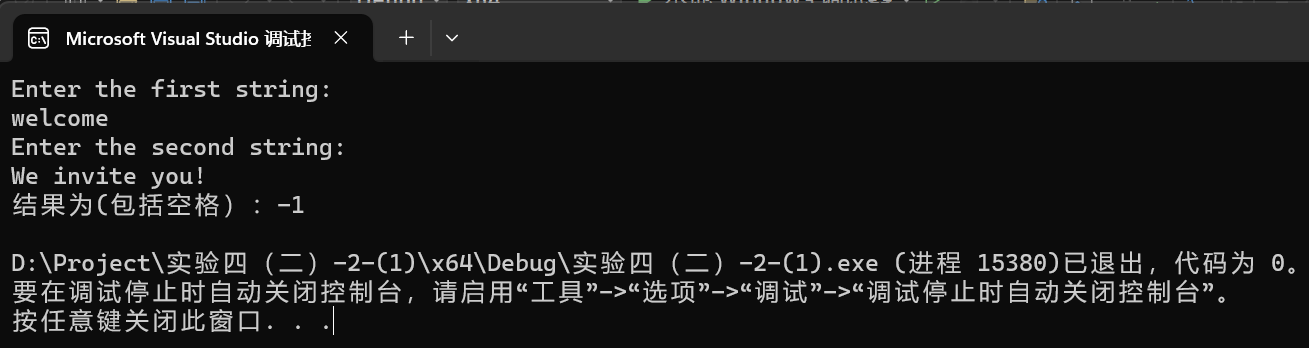 Microsoft Visual Studio 调试
Enter the first string:
welcome
Enter the second string:
We invite you!
结果为(包括空格）：-1
D:\Project\实验四（二）-2-(1)\x64\Debug\实验四（二）-2-(1).exe (进程 15380)已退出，代码为 0。
要在调试停止时自动关闭控制台，请启用“工具”->“选项”->“调试”->“调试停止时自动关闭控制台”。
按任意键关闭此窗口. . .